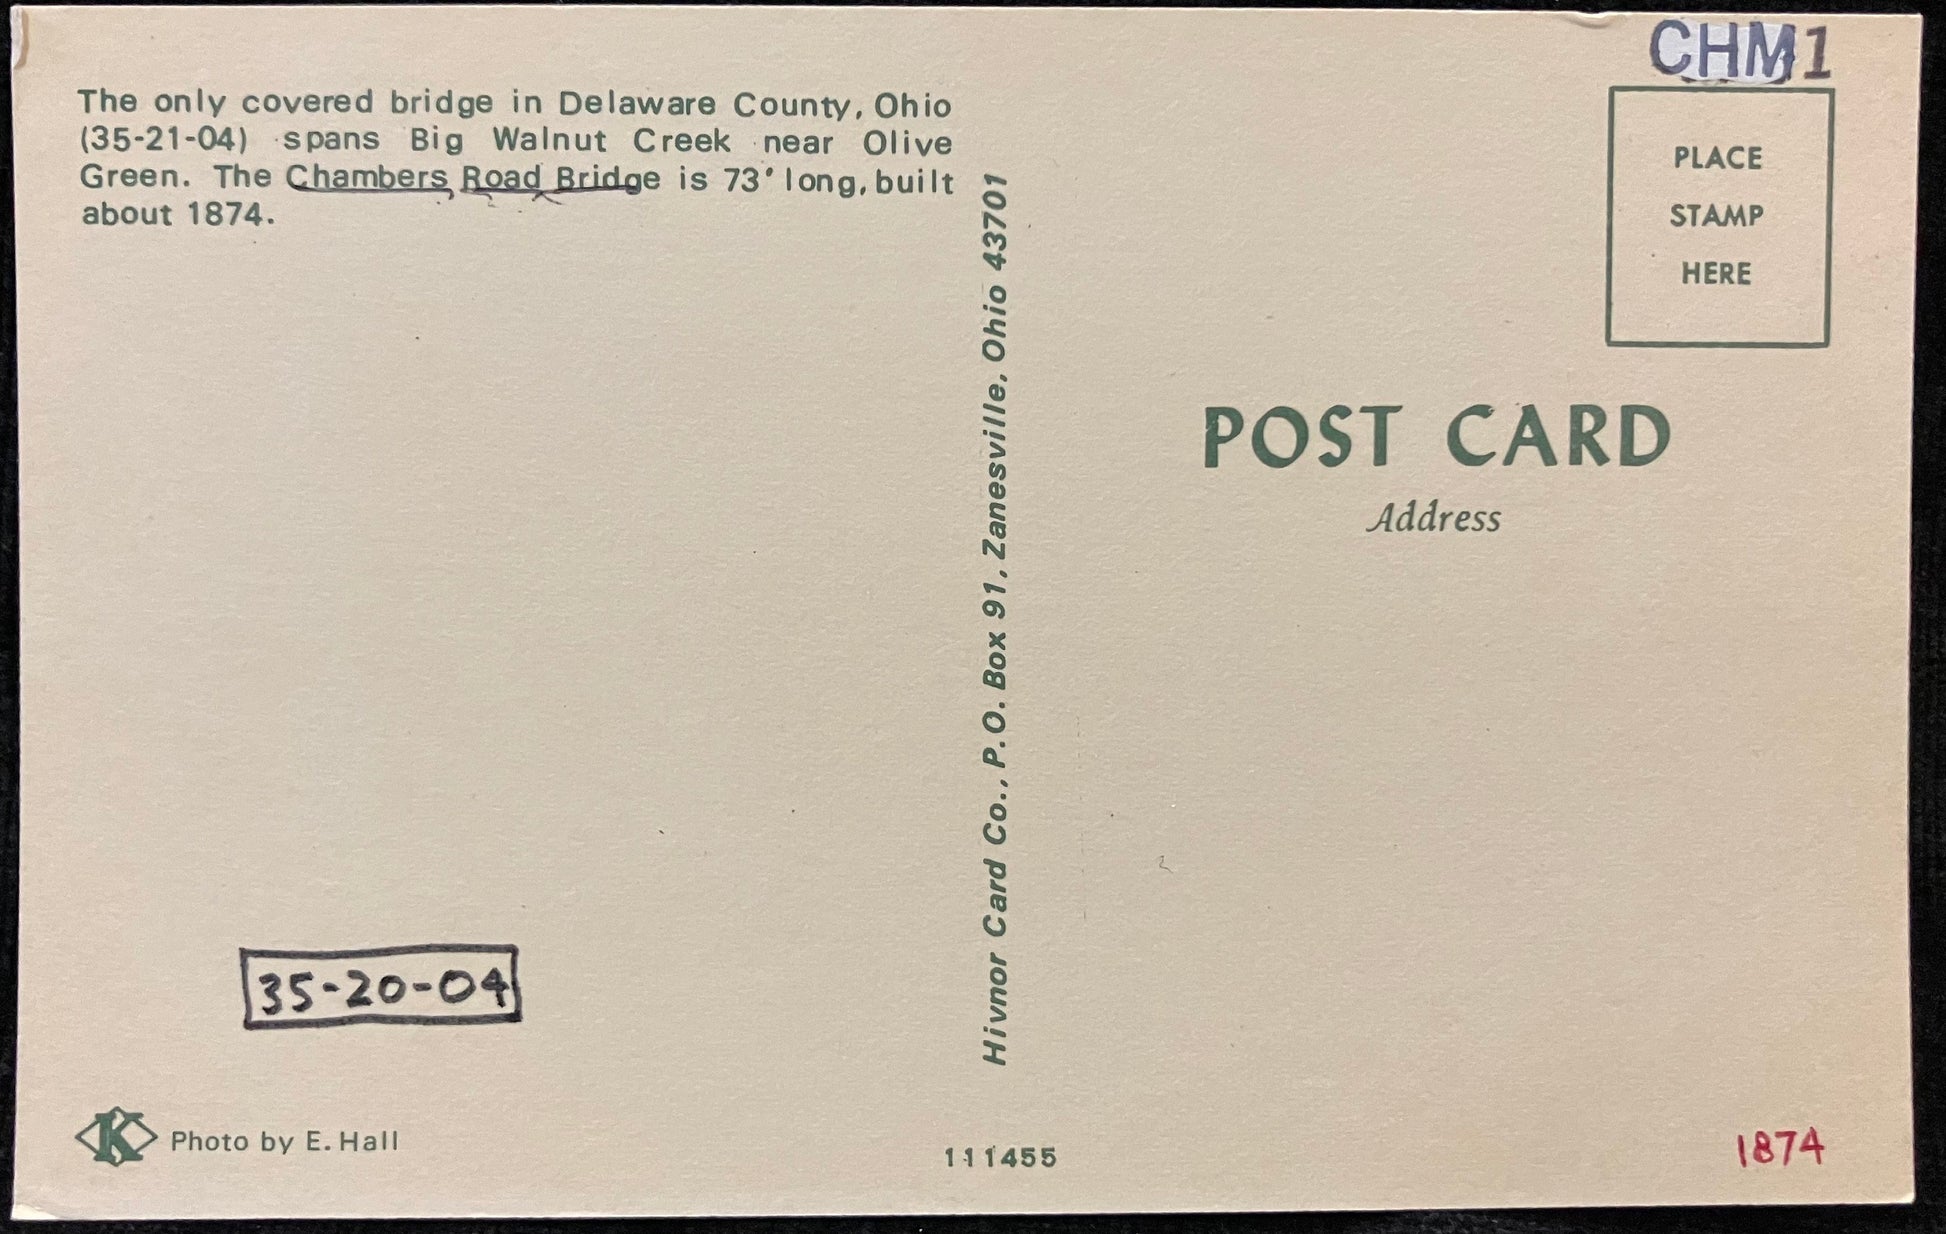 CHM1
The only covered bridge in Delaware County, Ohio
(35-21-04) spans Big Walnut Creek near Olive
Green. The Chambers Road Bridge is 73' long, built
about 1874.
35-20-04
K Photo by E. Hall
Hivnor Card Co., P.O. Box 91, Zanesville, Ohio 43701
111455
PLACE
STAMP
HERE
POST CARD
Address
1874